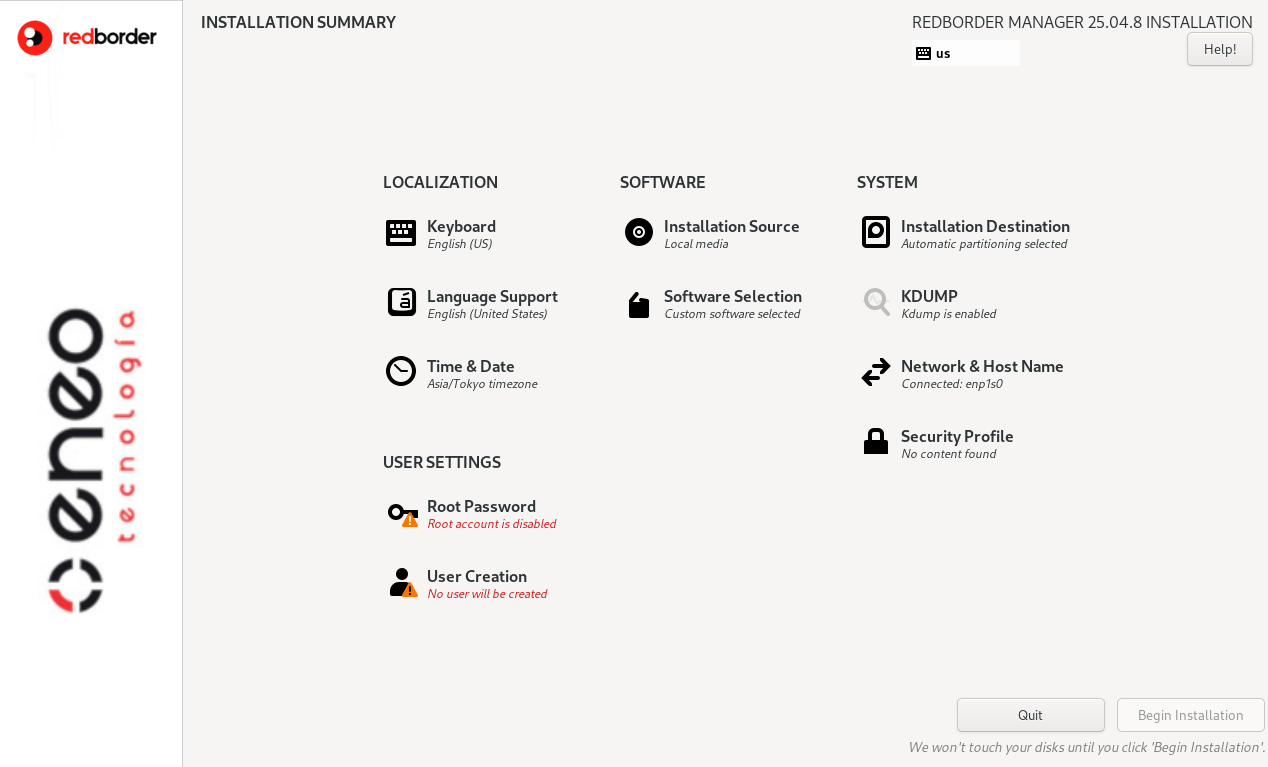 redborder
INSTALLATION SUMMARY
REDBORDER MANAGER 25.04.8 INSTALLATION
us
Help!
LOCALIZATION
Keyboard
English (US)
Language Support
English (United States)
Time & Date
Asia/Tokyo timezone
SOFTWARE
Installation Source
Local media
Software Selection
Custom software selected
SYSTEM
Installation Destination
Automatic partitioning selected
KDUMP
Kdump is enabled
Network & Host Name
Connected: enp1s0
Security Profile
No content found
USER SETTINGS
Root Password
Root account is disabled
User Creation
No user will be created
eneo
tecnología
Quit
Begin Installation
We won't touch your disks until you click 'Begin Installation'.